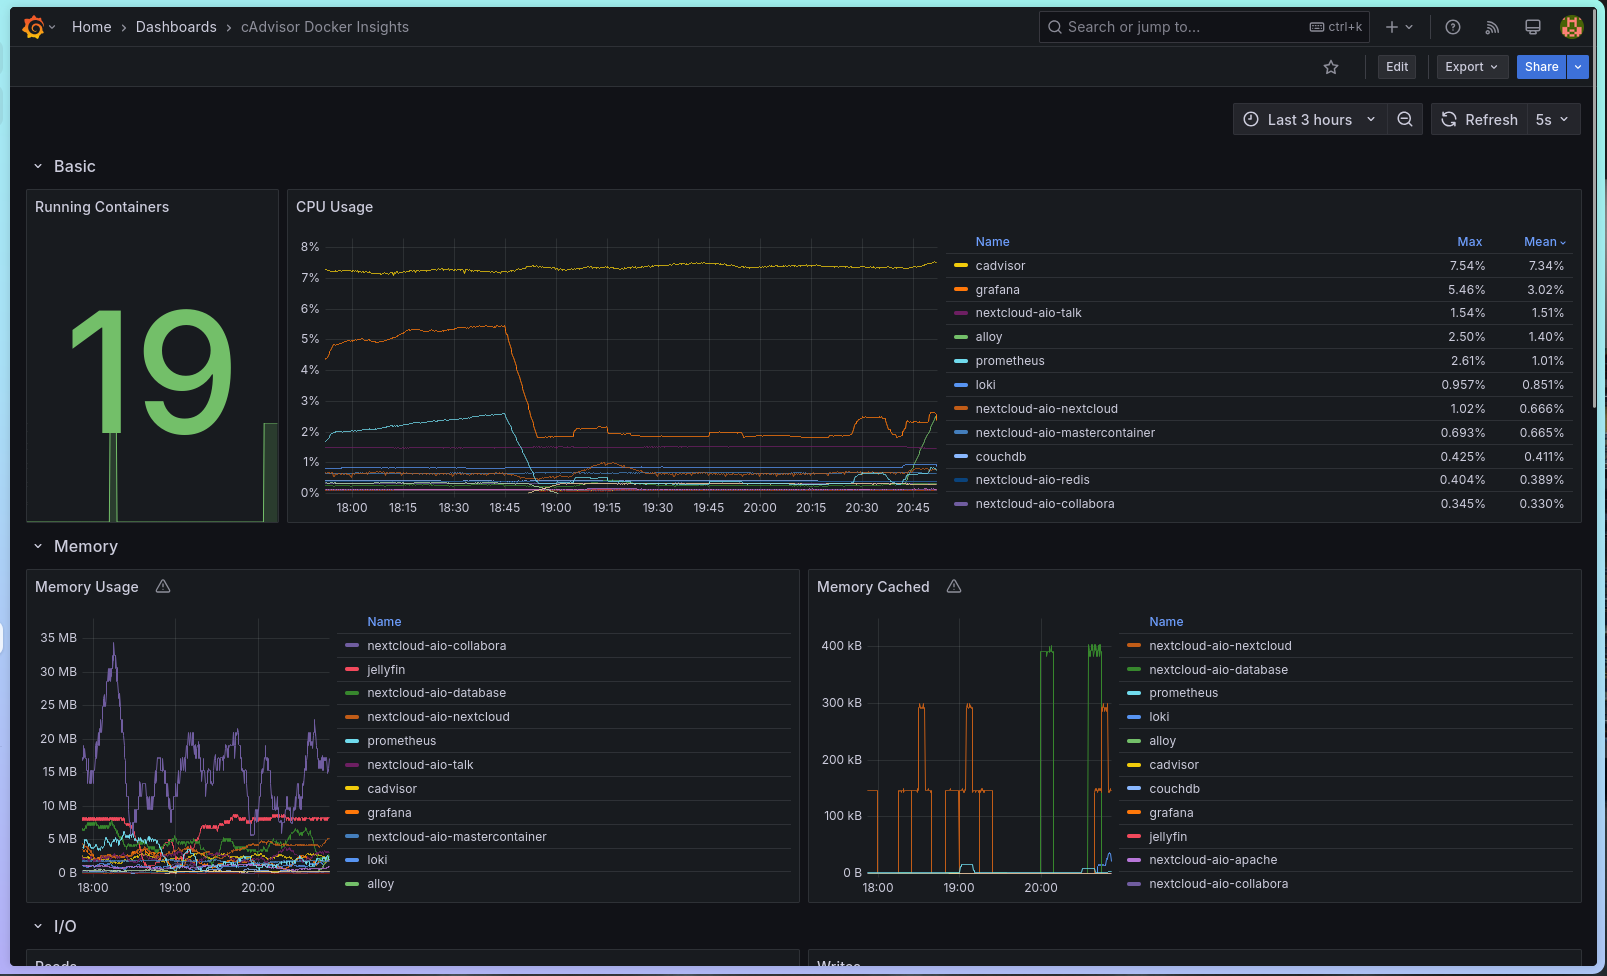 Home › Dashboards › cAdvisor Docker Insights
Search or jump to... ctrl+k
Edit Export Share
Last 3 hours Refresh 5s
Basic
Running Containers
19
CPU Usage
8%
7%
6%
5%
4%
3%
2%
1%
0%
18:00 18:15 18:30 18:45 19:00 19:15 19:30 19:45 20:00 20:15 20:30 20:45
Name Max Mean
cadvisor 7.54% 7.34%
grafana 5.46% 3.02%
nextcloud-aio-talk 1.54% 1.51%
alloy 2.50% 1.40%
prometheus 2.61% 1.01%
loki 0.957% 0.851%
nextcloud-aio-nextcloud 1.02% 0.666%
nextcloud-aio-mastercontainer 0.693% 0.665%
couchdb 0.425% 0.411%
nextcloud-aio-redis 0.404% 0.389%
nextcloud-aio-collabora 0.345% 0.330%
Memory
Memory Usage
35 MB
30 MB
25 MB
20 MB
15 MB
10 MB
5 MB
0 B
18:00 19:00 20:00
Name
nextcloud-aio-collabora
jellyfin
nextcloud-aio-database
nextcloud-aio-nextcloud
prometheus
nextcloud-aio-talk
cadvisor
grafana
nextcloud-aio-mastercontainer
loki
alloy
Memory Cached
400 kB
300 kB
200 kB
100 kB
0 B
18:00 19:00 20:00
Name
nextcloud-aio-nextcloud
nextcloud-aio-database
prometheus
loki
alloy
cadvisor
couchdb
grafana
jellyfin
nextcloud-aio-apache
nextcloud-aio-collabora
I/O
Reads
Writes